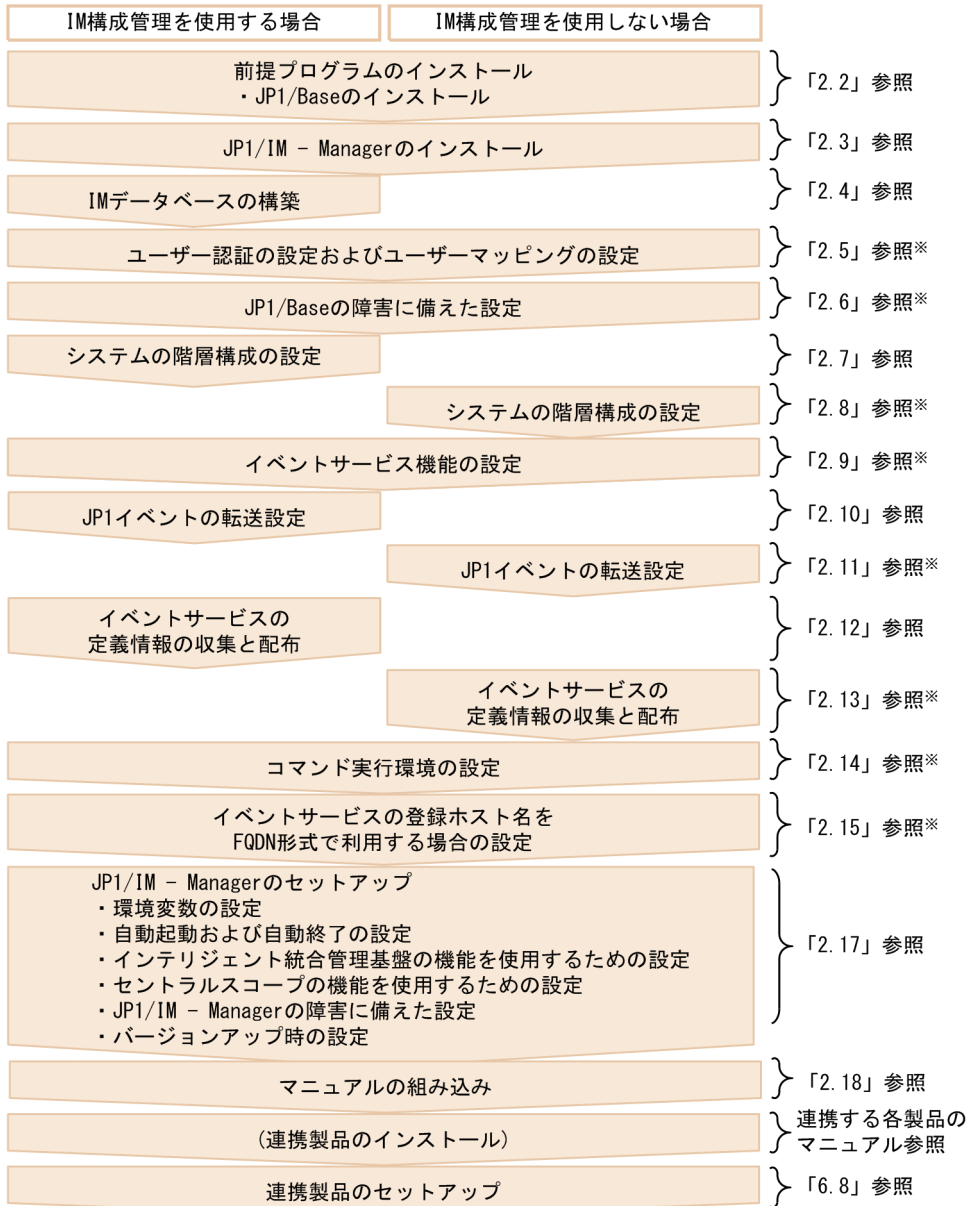 IM構成管理を使用する場合
IM構成管理を使用しない場合
前提プログラムのインストール
・JP1/Baseのインストール
「2.2」参照
JP1/IM − Managerのインストール
「2.3」参照
IMデータベースの構築
「2.4」参照
ユーザー認証の設定およびユーザーマッピングの設定
「2.5」参照※
JP1/Baseの障害に備えた設定
「2.6」参照※
システムの階層構成の設定
「2.7」参照
システムの階層構成の設定
「2.8」参照※
イベントサービス機能の設定
「2.9」参照※
JP1イベントの転送設定
「2.10」参照
JP1イベントの転送設定
「2.11」参照※
イベントサービスの
定義情報の収集と配布
「2.12」参照
イベントサービスの
定義情報の収集と配布
「2.13」参照※
コマンド実行環境の設定
「2.14」参照※
イベントサービスの登録ホスト名を
FQDN形式で利用する場合の設定
「2.15」参照※
JP1/IM − Managerのセットアップ
・環境変数の設定
・自動起動および自動終了の設定
・インテリジェント統合管理基盤の機能を使用するための設定
・セントラルスコープの機能を使用するための設定
・JP1/IM − Managerの障害に備えた設定
・バージョンアップ時の設定
「2.17」参照
マニュアルの組み込み
「2.18」参照
(連携製品のインストール)
連携する各製品の
マニュアル参照
連携製品のセットアップ
「6.8」参照